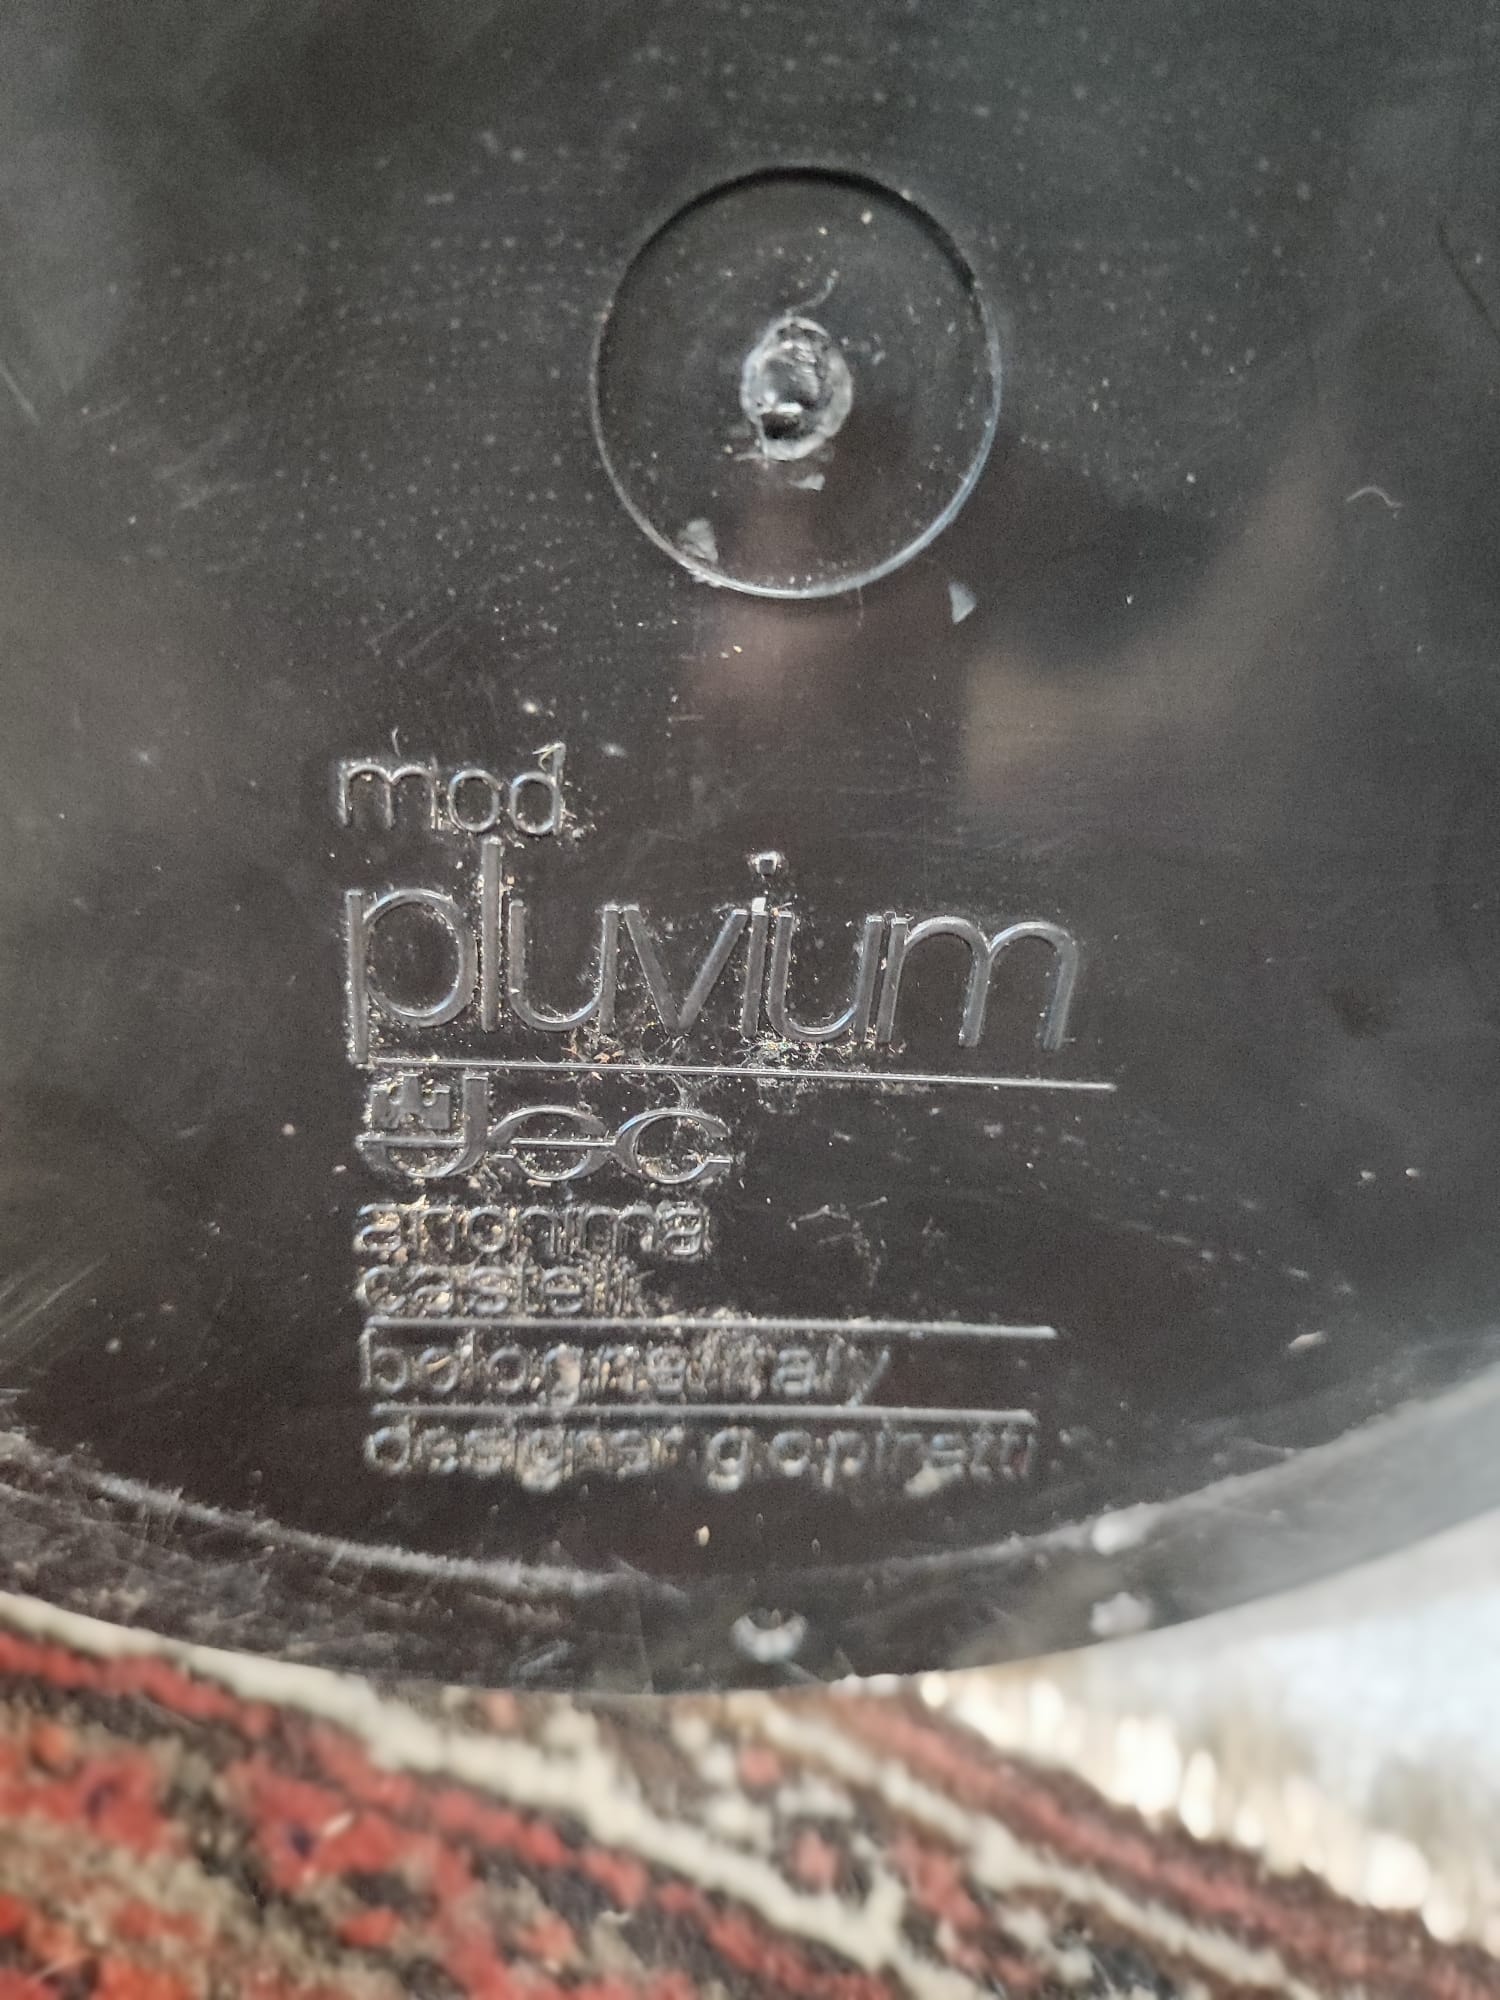 mod
pluvium
anonima
castelli
bologna/italy
designer g.c.piretti